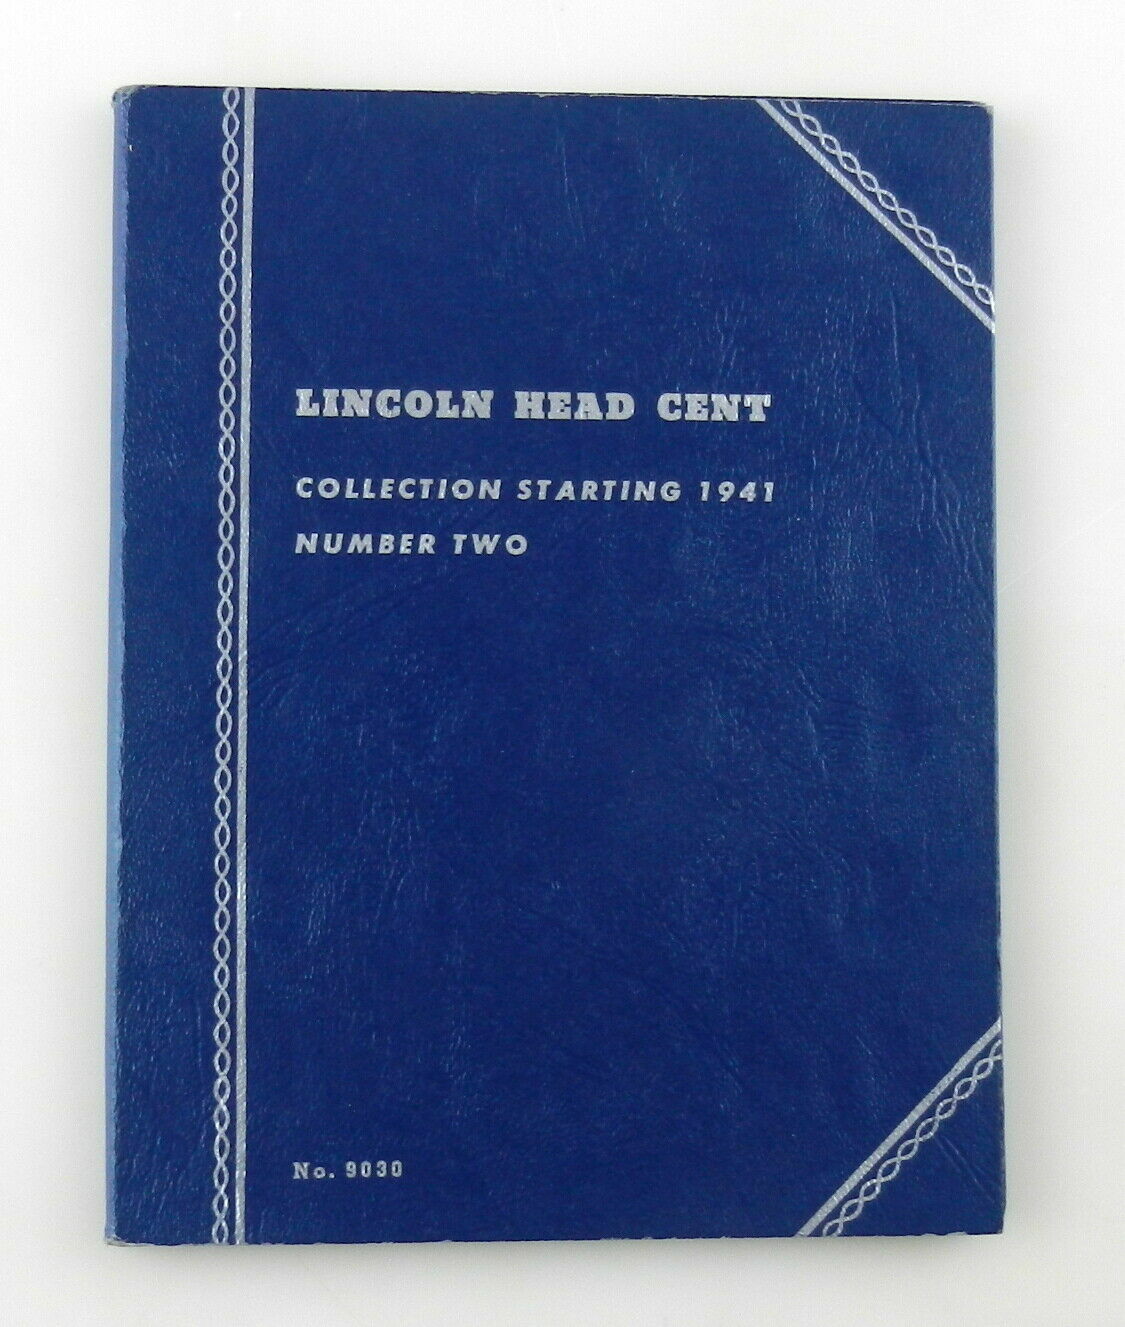 LINCOLN HEAD CENT
COLLECTION STARTING 1941
NUMBER TWO
No. 9030